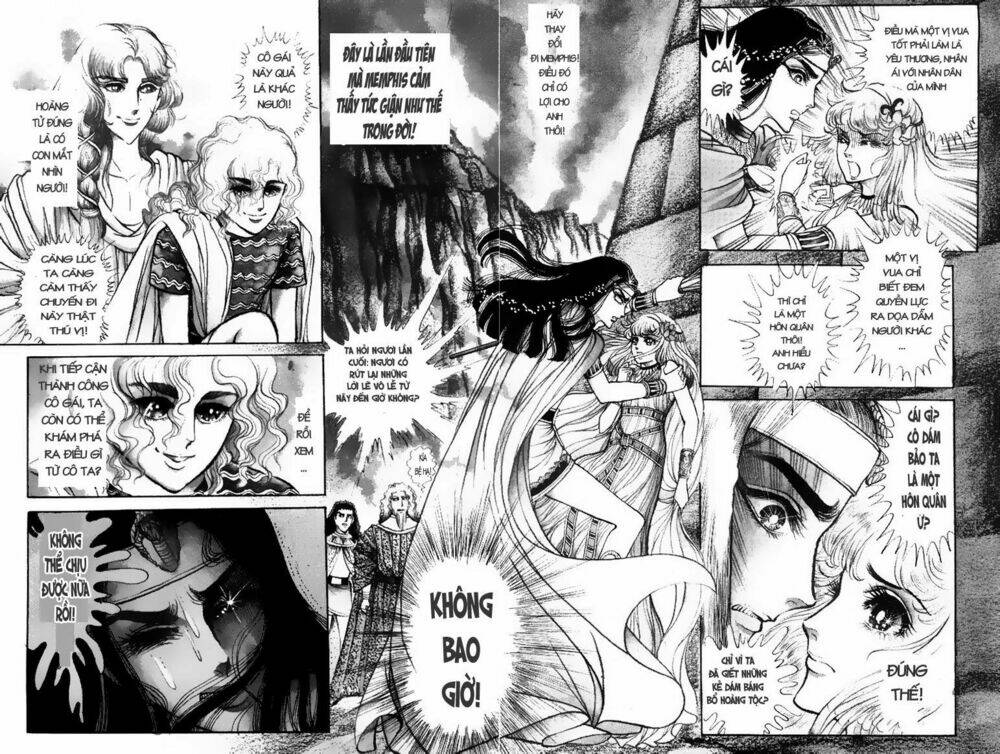 ĐIỀU MÀ MỘT VỊ VUA
TỐT PHẢI LÀM LÀ
YÊU THƯƠNG, NHÂN
ÁI VỚI NHÂN DÂN
CỦA MÌNH
CÁI
GÌ?
MỘT VỊ
VUA CHỈ
BIẾT ĐEM
QUYỀN LỰC
RA DỌA DẪM
NGƯỜI KHÁC
THÌ CHỈ
LÀ MỘT
HÔN QUÂN
THÔI!
ANH HIỂU
CHƯA?
CÁI GÌ?
CÔ DÁM
BẢO TA
LÀ MỘT
HÔN QUÂN
Ư?
CHỈ VÌ TA
ĐÃ GIẾT NHỮNG
KẺ DÁM BÁNG
BỔ HOÀNG TỘC?
ĐÚNG
THẾ!
HÃY
THAY
ĐỔI
ĐI MEMPHIS!
ĐIỀU ĐÓ
CHỈ CÓ
LỢI CHO
ANH
THÔI!
ĐÂY LÀ LẦN ĐẦU TIÊN
MÀ MEMPHIS CẢM
THẤY TỨC GIẬN NHƯ THẾ
TRONG ĐỜI!
TA HỎI NGƯƠI LẦN
CUỐI: NGƯƠI CÓ
RÚT LẠI NHỮNG
LỜI LẼ VÔ LỄ TỪ
NÃY ĐẾN GIỜ KHÔNG?
BỆ HẠ!
KHÔNG
BAO
GIỜ!
CÔ GÁI
NÀY QUẢ
LÀ KHÁC
NGƯỜI!
HOÀNG
TỬ ĐÚNG
LÀ CÓ
CON MẮT
NHÌN
NGƯỜI!
CÀNG LÚC
TA CÀNG
CẢM THẤY
CHUYẾN ĐI
NÀY THẬT
THÚ VỊ!
KHI TIẾP CẬN
THÀNH CÔNG
CÔ GÁI, TA
CÒN CÓ THỂ
KHÁM PHÁ
RA ĐIỀU GÌ
TỪ CÔ TA?
ĐỂ
RỒI
XEM
...
KHÔNG
THỂ CHỊU
ĐƯỢC NỮA
RỒI!